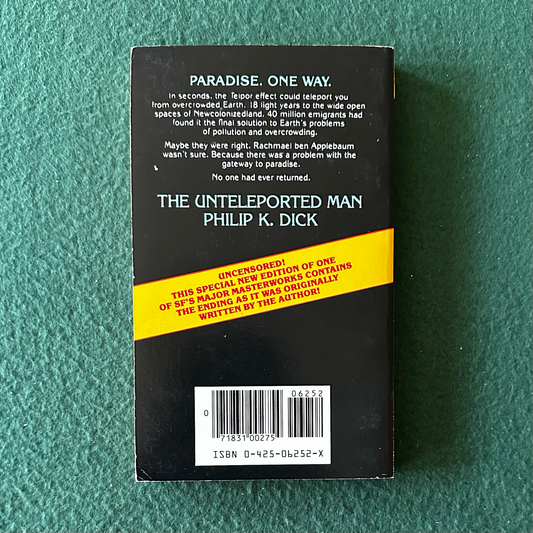 PARADISE. ONE WAY.
In seconds, the Telpor effect could teleport you
from overcrowded Earth, 18 light years to the wide open
spaces of Newcolonizedland. 40 million emigrants had
found it the final solution to Earth's problems
of pollution and overcrowding.
Maybe they were right. Rachmael ben Applebaum
wasn't sure. Because there was a problem with the
gateway to paradise.
No one had ever returned.
THE UNTELEPORTED MAN
PHILIP K. DICK
UNCENSORED!
THIS SPECIAL NEW EDITION OF ONE
OF SF'S MAJOR MASTERWORKS CONTAINS
THE ENDING AS IT WAS ORIGINALLY
WRITTEN BY THE AUTHOR!
06252
0
71831 00275
ISBN 0-425-06252-X